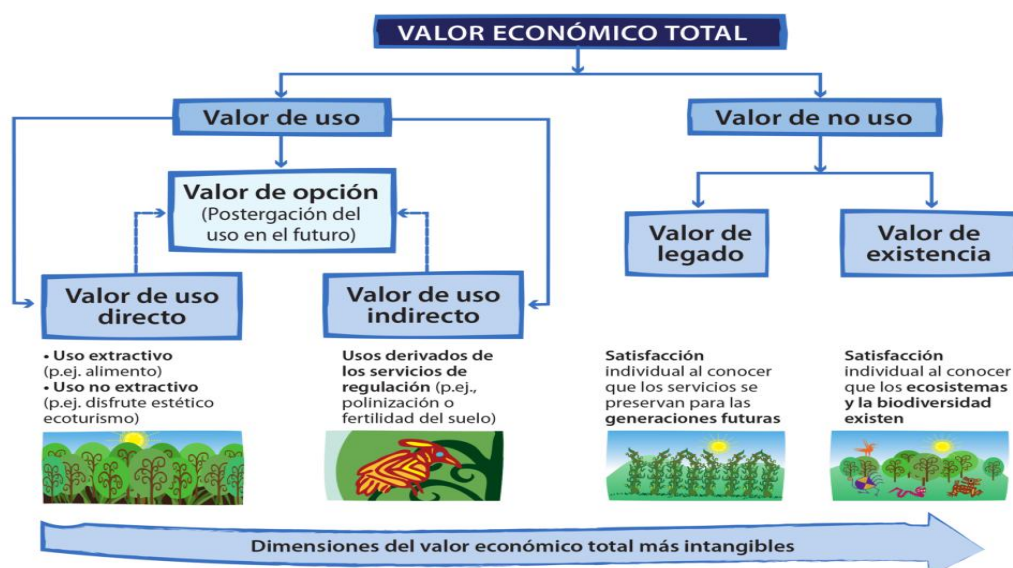 VALOR ECONÓMICO TOTAL
Valor de uso
Valor de no uso
Valor de opción
(Postergación del
uso en el futuro)
Valor de
legado
Valor de
existencia
Valor de uso
directo
Valor de uso
indirecto
• Uso extractivo
(p.ej. alimento)
• Uso no extractivo
(p.ej. disfrute estético
ecoturismo)
Usos derivados de
los servicios de
regulación (p.ej.,
polinización o
fertilidad del suelo)
Satisfacción
individual al conocer
que los servicios se
preservan para las
generaciones futuras
Satisfacción
individual al conocer
que los ecosistemas
y la biodiversidad
existen
Dimensiones del valor económico total más intangibles